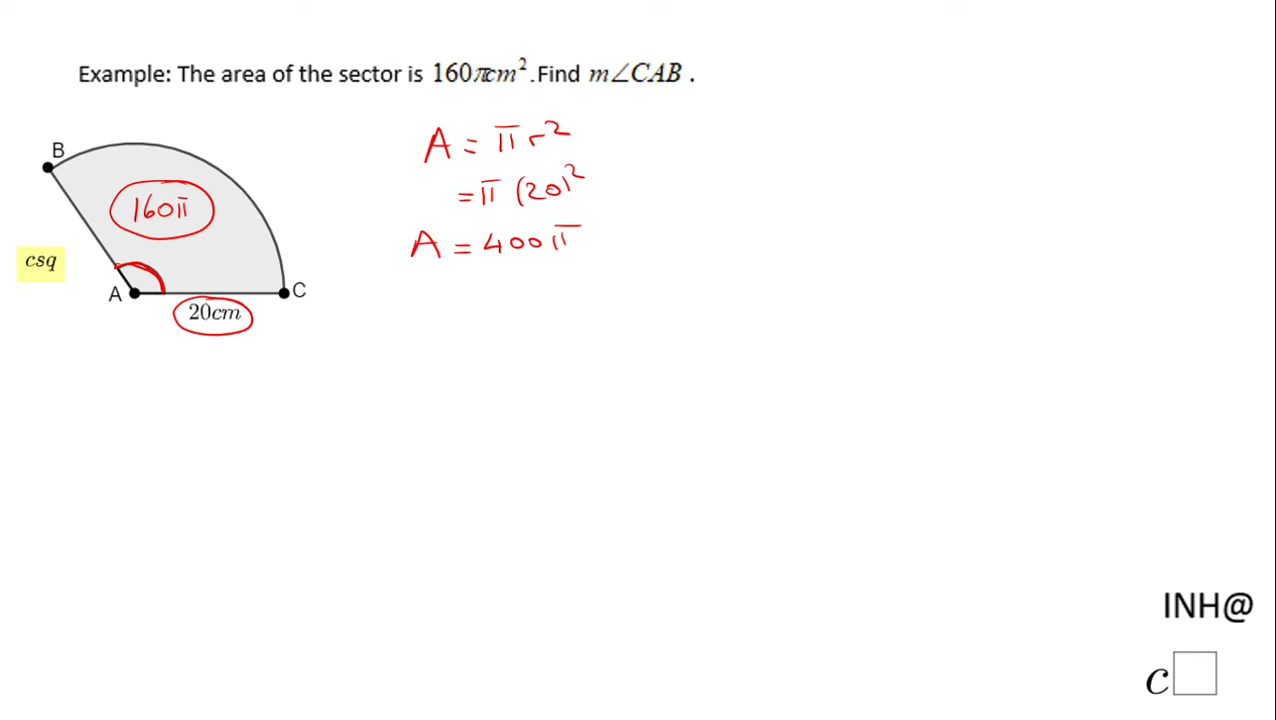 Example: The area of the sector is 160πcm².Find m∠CAB .
A = πr²
B
= π (20)²
160π
A = 400π
csq
A
C
20cm
INH@
c